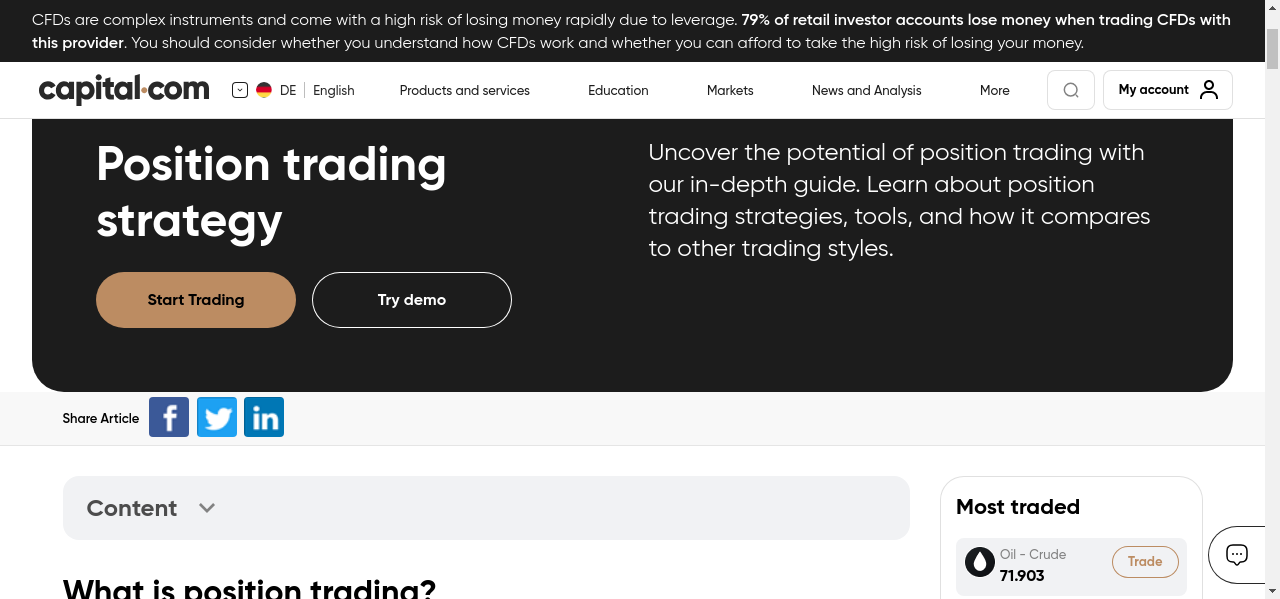 CFDs are complex instruments and come with a high risk of losing money rapidly due to leverage. 79% of retail investor accounts lose money when trading CFDs with
this provider. You should consider whether you understand how CFDs work and whether you can afford to take the high risk of losing your money.
capital.com
DE | English
Products and services
Education
Markets
News and Analysis
More
My account
Position trading
strategy
Uncover the potential of position trading with
our in-depth guide. Learn about position
trading strategies, tools, and how it compares
to other trading styles.
Start Trading
Try demo
Share Article
Content
What is position trading?
Most traded
Oil - Crude
71.903
Trade